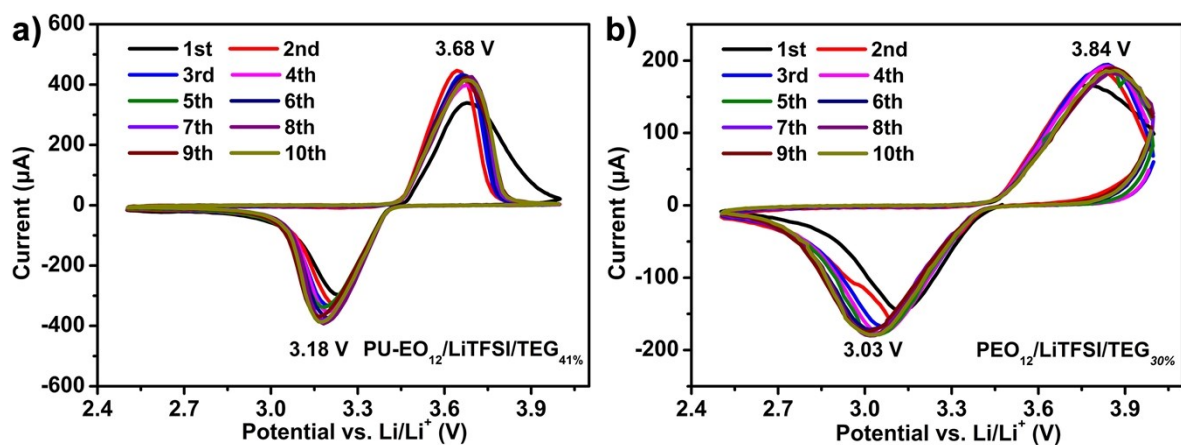 a)
600
400
200
0
-200
-400
-600
Current (µA)
1st 2nd
3rd 4th
5th 6th
7th 8th
9th 10th
3.68 V
3.18 V
PU-EO12/LiTFSI/TEG41%
2.4 2.7 3.0 3.3 3.6 3.9
Potential vs. Li/Li+ (V)
b)
200
100
0
-100
-200
Current (µA)
1st 2nd
3rd 4th
5th 6th
7th 8th
9th 10th
3.84 V
3.03 V
PEO12/LiTFSI/TEG30%
2.4 2.7 3.0 3.3 3.6 3.9
Potential vs. Li/Li+ (V)